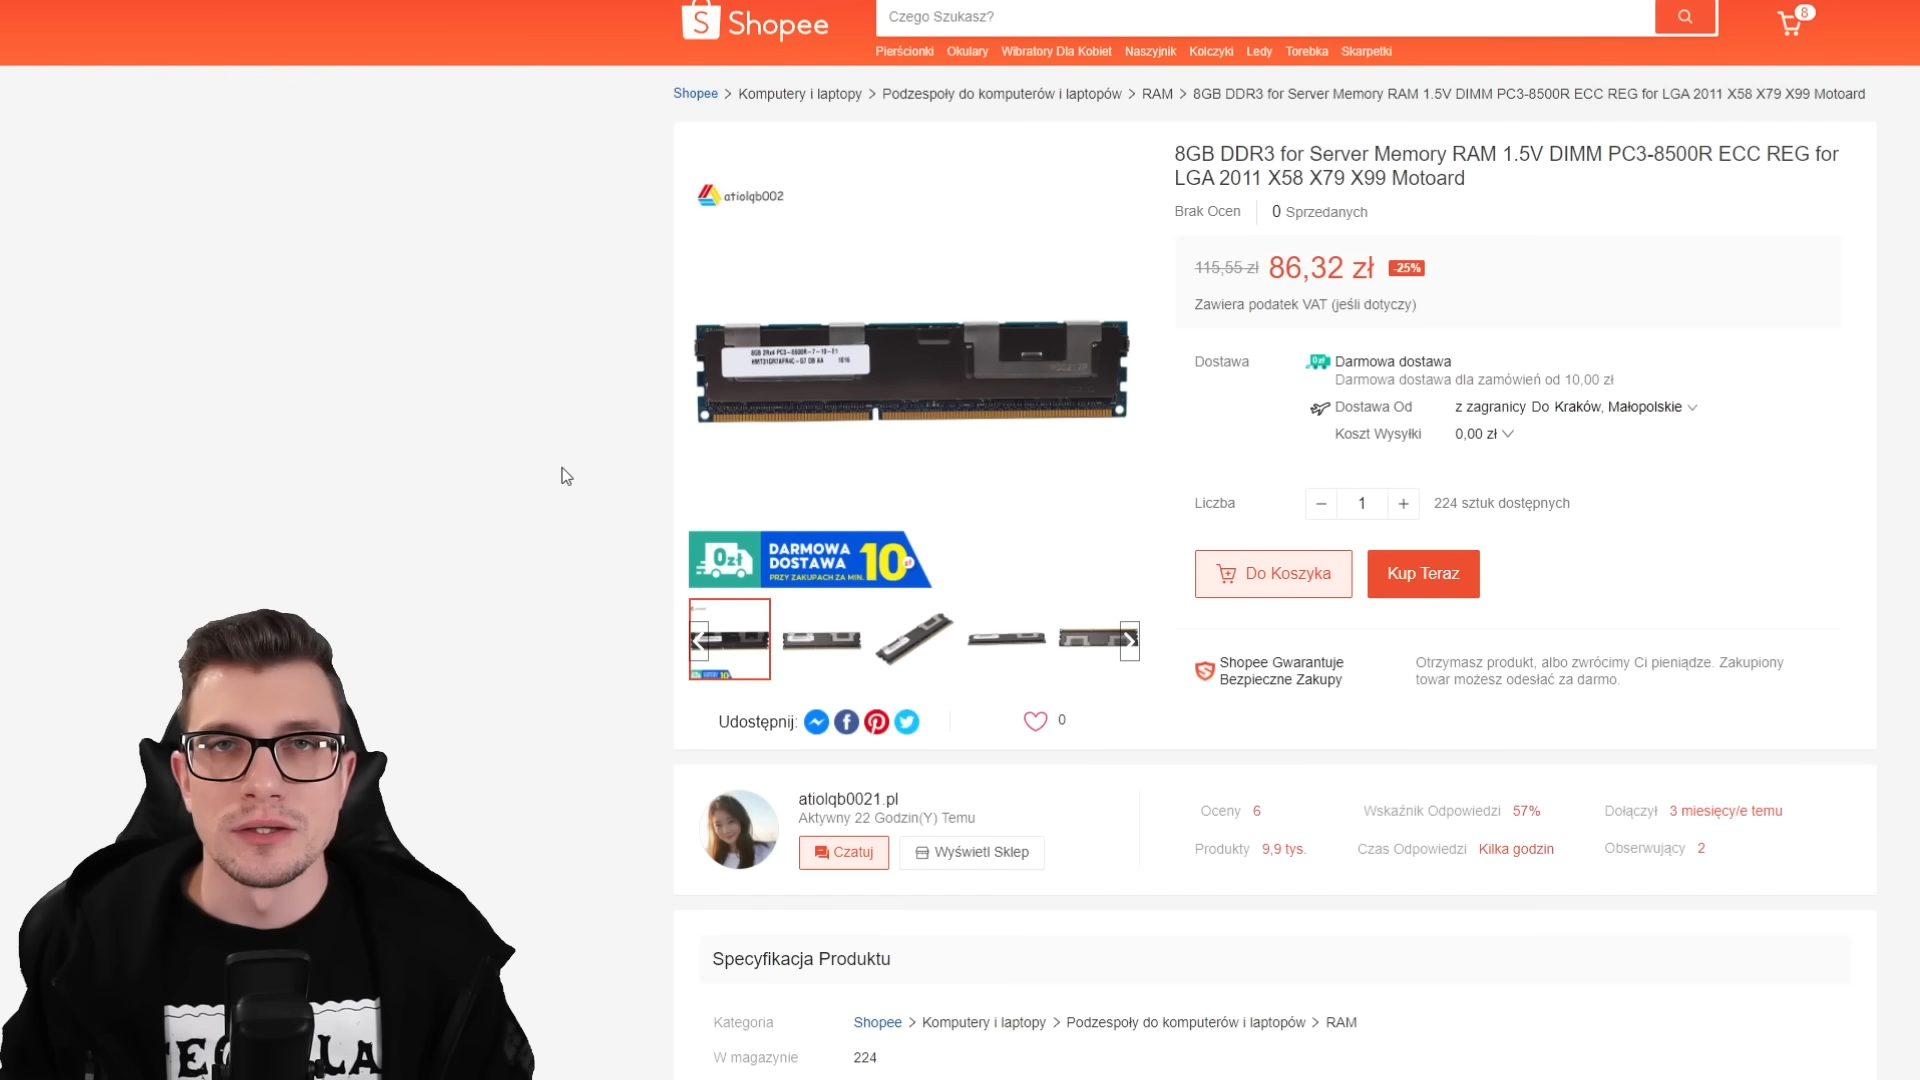 Shopee
Czego Szukasz?
8
Pierścionki Okulary Wibratory Dla Kobiet Naszyjnik Kolczyki Ledy Torebka Skarpetki
Shopee > Komputery i laptopy > Podzespoły do komputerów i laptopów > RAM > 8GB DDR3 for Server Memory RAM 1.5V DIMM PC3-8500R ECC REG for LGA 2011 X58 X79 X99 Motoard
atiolqb002
8GB DDR3 for Server Memory RAM 1.5V DIMM PC3-8500R ECC REG for
LGA 2011 X58 X79 X99 Motoard
Brak Ocen 0 Sprzedanych
115,55 zł 86,32 zł -25%
Zawiera podatek VAT (jeśli dotyczy)
8GB 2Rx4 PC3-8500R-7-10-E1
Dostawa Darmowa dostawa
Darmowa dostawa dla zamówień od 10,00 zł
Dostawa Od z zagranicy Do Kraków, Małopolskie
Koszt Wysyłki 0,00 zł
Liczba − 1 + 224 sztuk dostępnych
Do Koszyka Kup Teraz
0zł DARMOWA
DOSTAWA 10 zł
PRZY ZAKUPACH ZA MIN.
Shopee Gwarantuje
Bezpieczne Zakupy
Otrzymasz produkt, albo zwrócimy Ci pieniądze. Zakupiony
towar możesz odesłać za darmo.
Udostępnij: 0
atiolqb0021.pl
Aktywny 22 Godzin(Y) Temu
Czatuj Wyświetl Sklep
Oceny 6 Wskaźnik Odpowiedzi 57% Dołączył 3 miesięcy/e temu
Produkty 9,9 tys. Czas Odpowiedzi Kilka godzin Obserwujący 2
Specyfikacja Produktu
Kategoria Shopee > Komputery i laptopy > Podzespoły do komputerów i laptopów > RAM
W magazynie 224